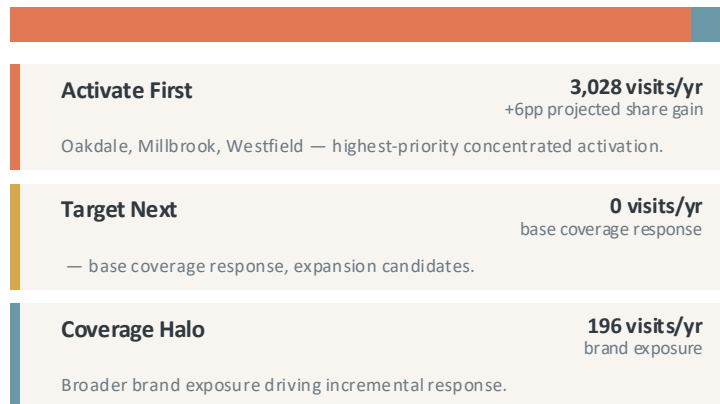 Activate First
3,028 visits/yr
+6pp projected share gain
Oakdale, Millbrook, Westfield — highest-priority concentrated activation.
Target Next
0 visits/yr
base coverage response
— base coverage response, expansion candidates.
Coverage Halo
196 visits/yr
brand exposure
Broader brand exposure driving incremental response.